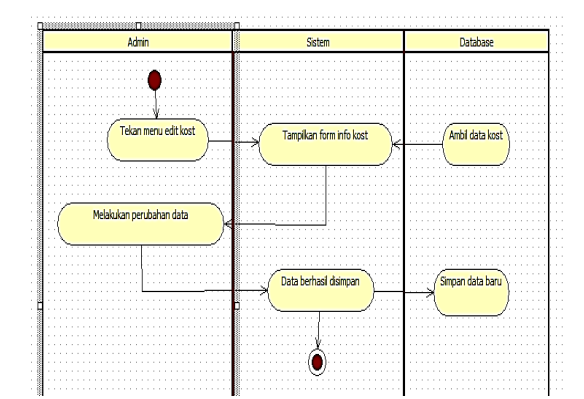 Admin
Sistem
Database
Tekan menu edit kost
Tampilkan form info kost
Ambil data kost
Melakukan perubahan data
Data berhasil disimpan
Simpan data baru